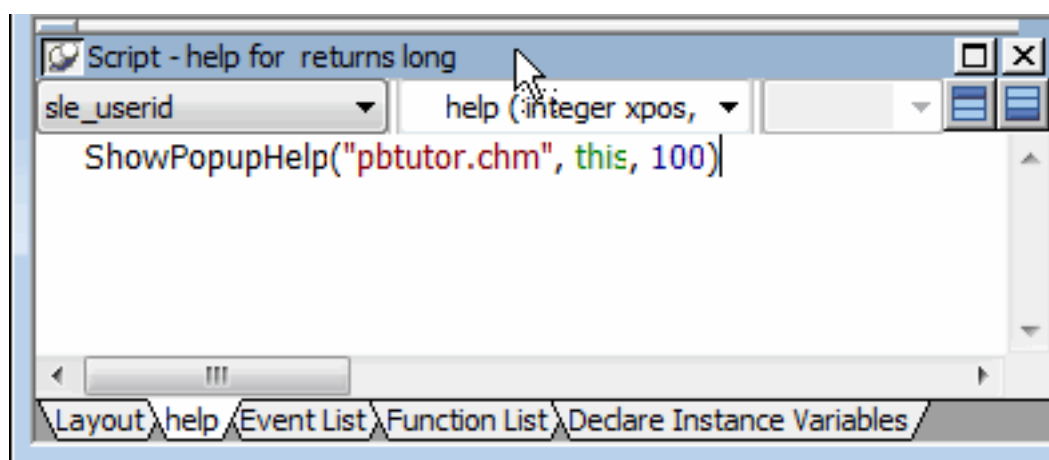 Script - help for  returns long
sle_userid help ( integer xpos,
ShowPopupHelp("pbtutor.chm", this, 100)
Layout help Event List Function List Declare Instance Variables